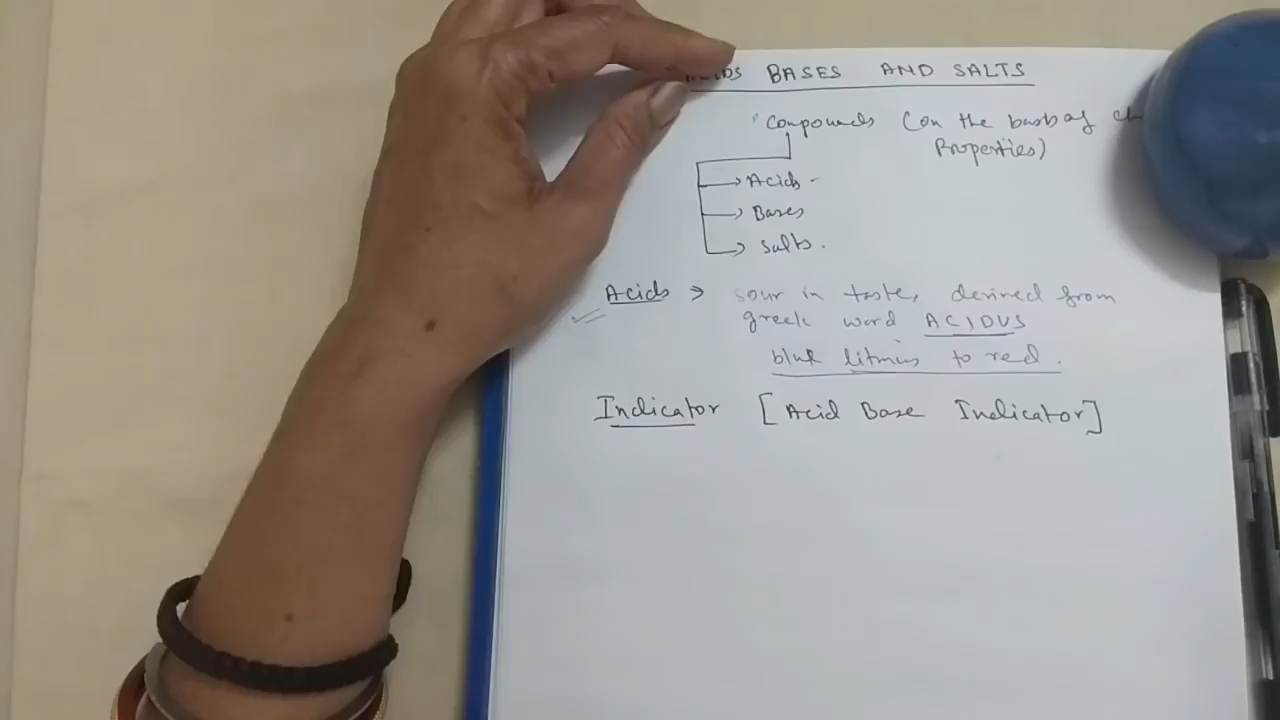 BASES AND SALTS
Compounds (on the basis of
Properties)
Acids -
Bases
Salts.
Acids → sour in taste, derived from
greek word ACIDUS
blue litmus to red.
Indicator [Acid Base Indicator]